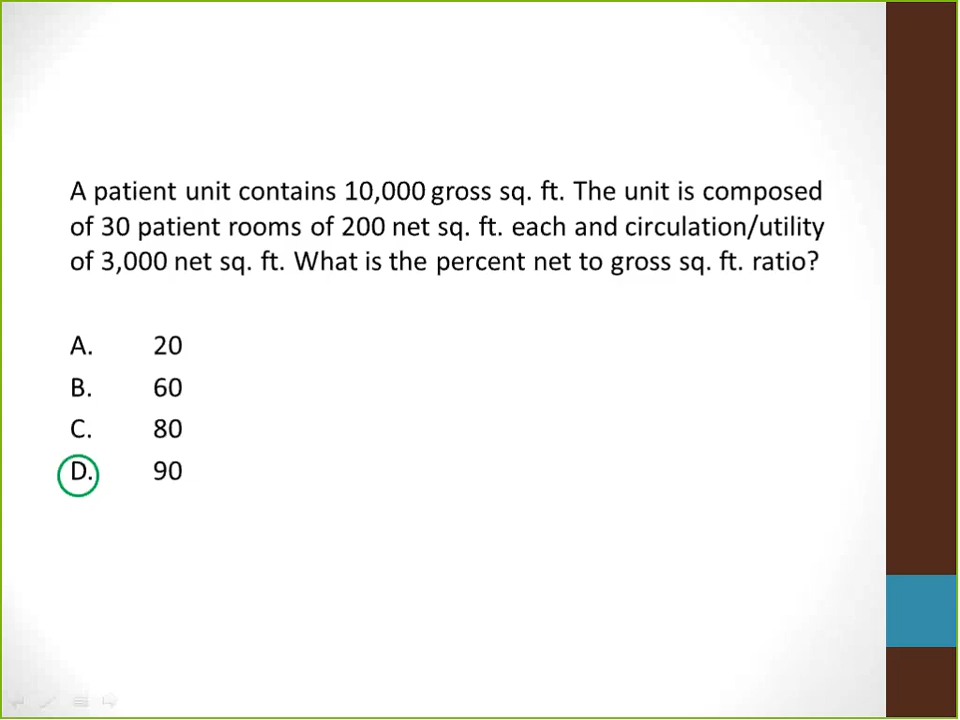 A patient unit contains 10,000 gross sq. ft. The unit is composed
of 30 patient rooms of 200 net sq. ft. each and circulation/utility
of 3,000 net sq. ft. What is the percent net to gross sq. ft. ratio?
A. 20
B. 60
C. 80
D. 90